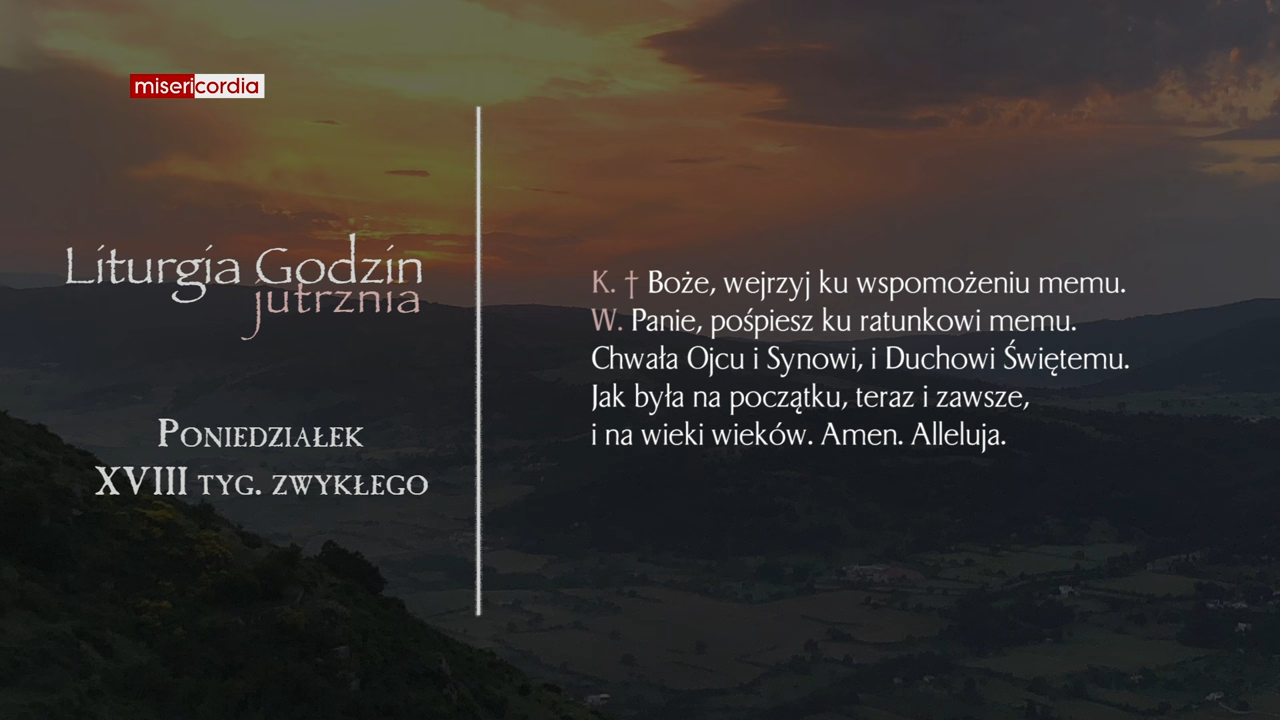 misericordia
Liturgia Godzin
jutrznia
Poniedziałek
XVIII tyg. zwykłego
K. † Boże, wejrzyj ku wspomożeniu memu.
W. Panie, pośpiesz ku ratunkowi memu.
Chwała Ojcu i Synowi, i Duchowi Świętemu.
Jak była na początku, teraz i zawsze,
i na wieki wieków. Amen. Alleluja.